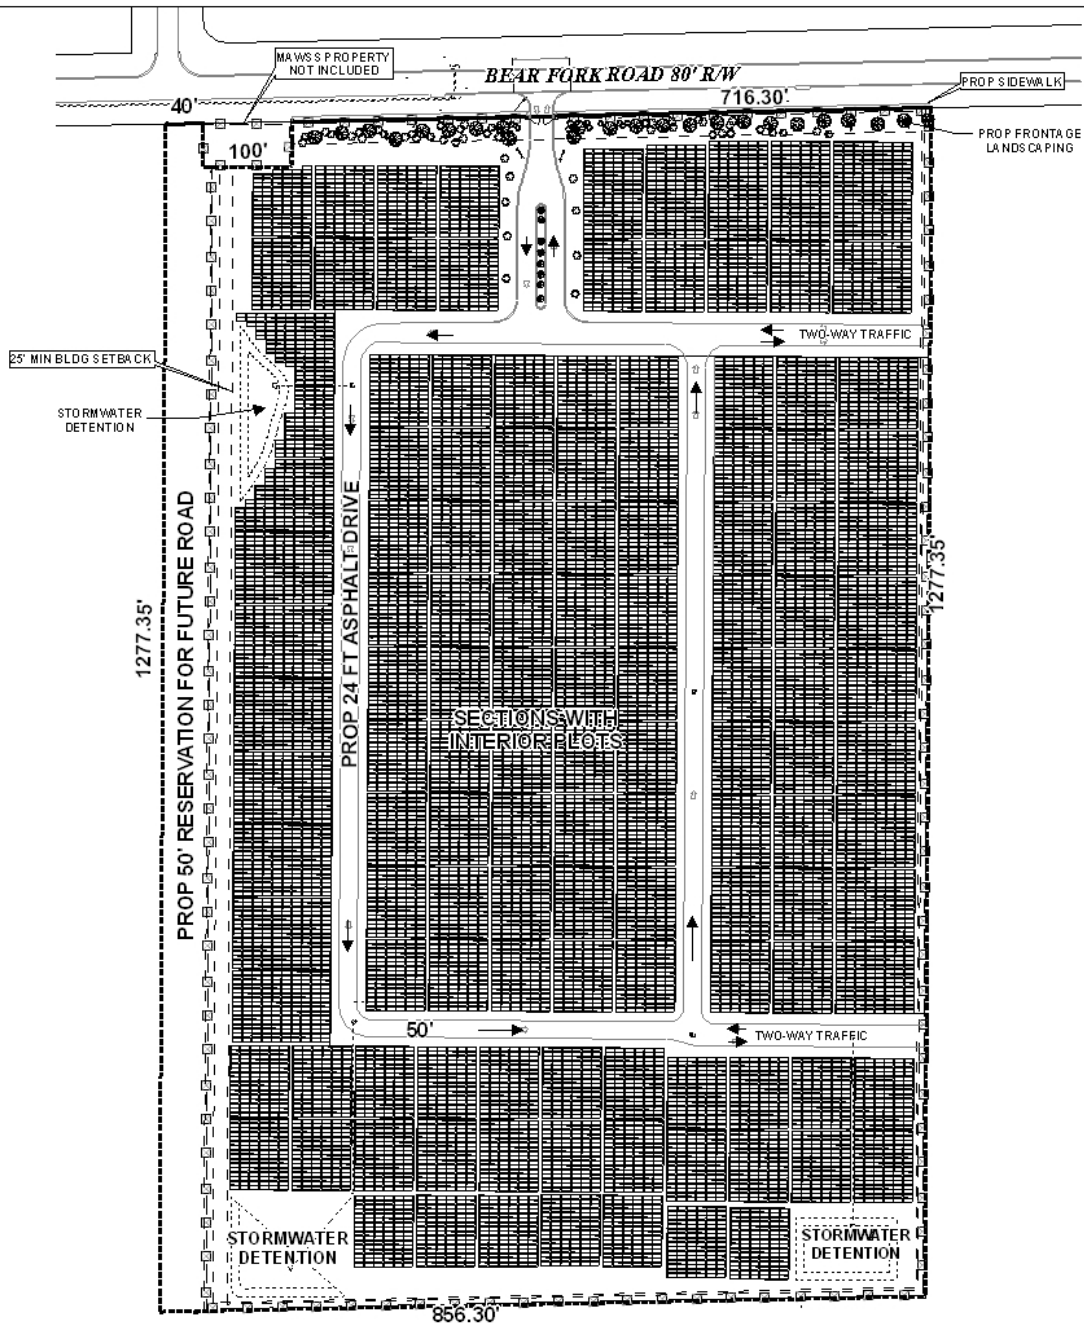 MAWSS PROPERTY
NOT INCLUDED
BEAR FORK ROAD 80' R/W
PROP SIDEWALK
40'
716.30'
100'
PROP FRONTAGE
LANDSCAPING
TWO-WAY TRAFFIC
25' MIN BLDG SETBACK
STORMWATER
DETENTION
PROP 24 FT ASPHALT DRIVE
PROP 50' RESERVATION FOR FUTURE ROAD
1277.35'
1277.35'
SECTIONS WITH
INTERIOR PLOTS
50'
TWO-WAY TRAFFIC
STORMWATER
DETENTION
STORMWATER
DETENTION
856.30'